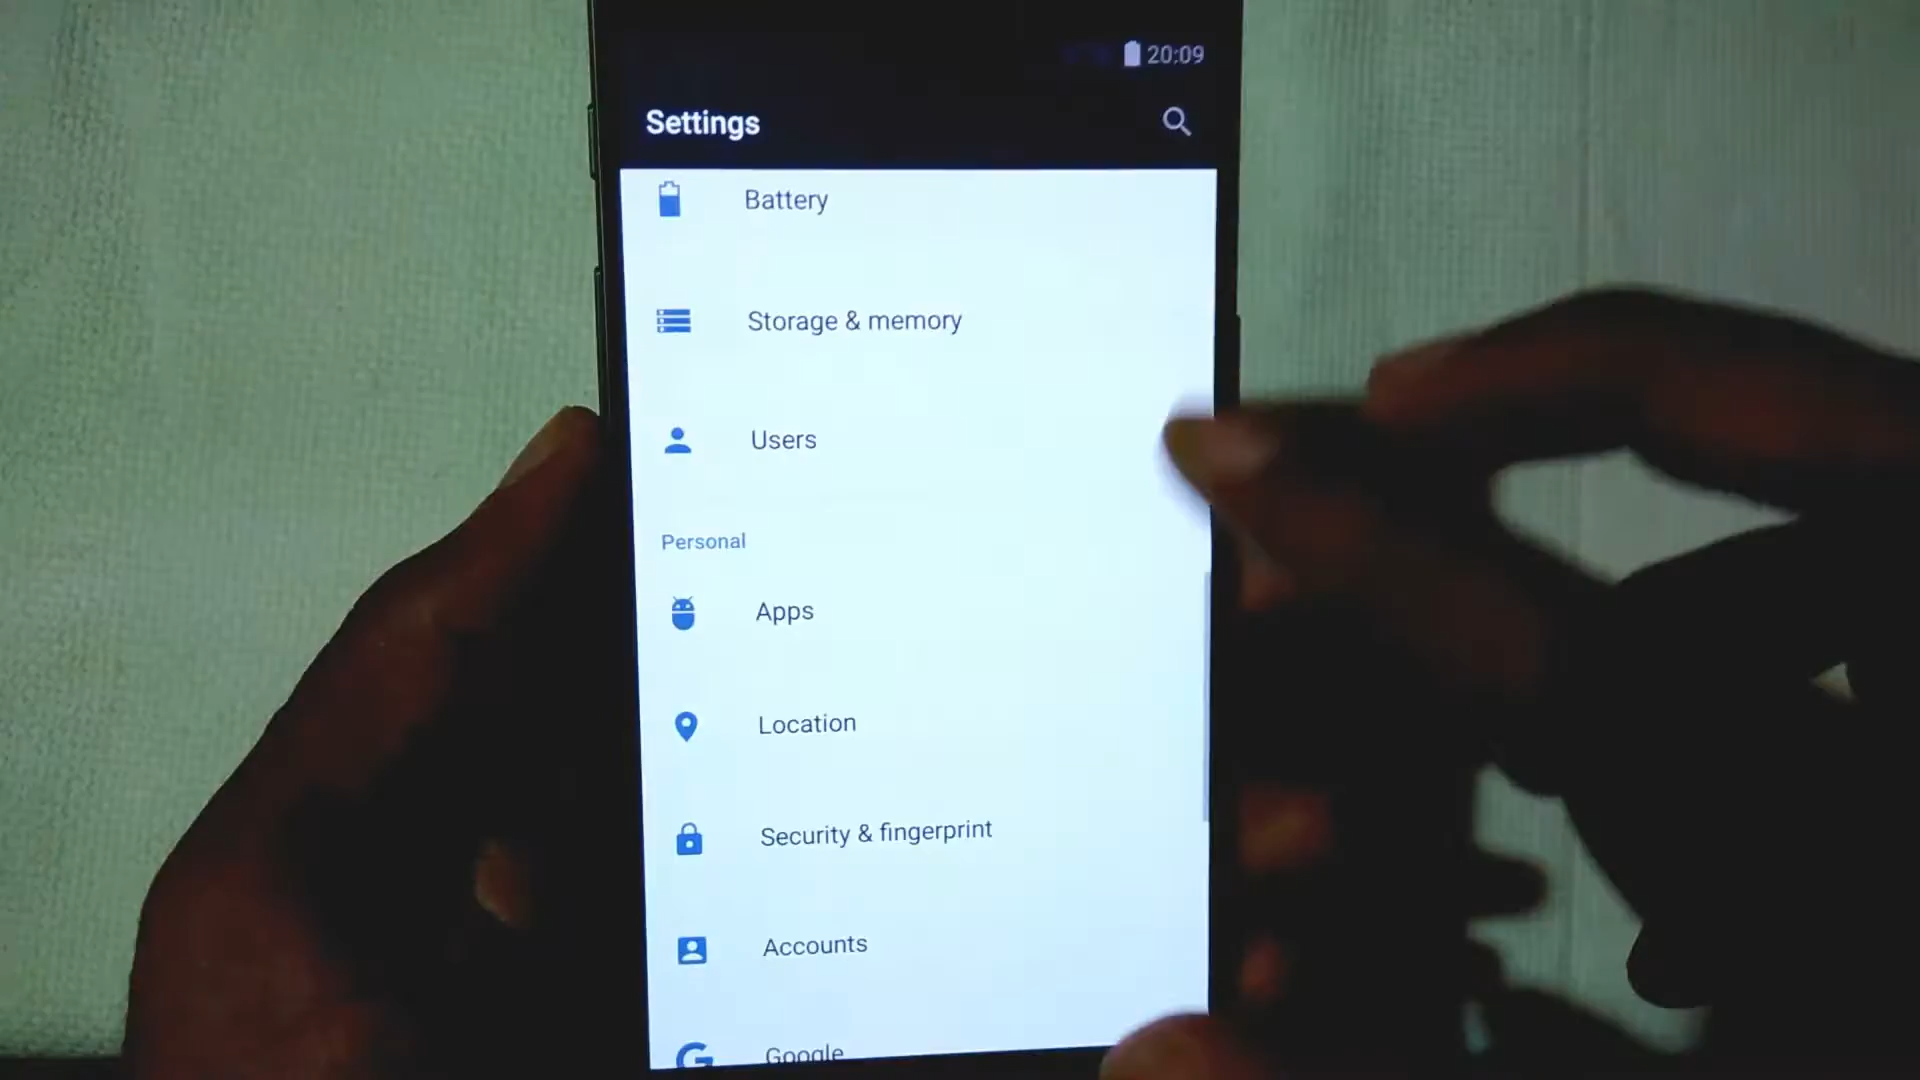 20:09
Settings
Battery
Storage & memory
Users
Personal
Apps
Location
Security & fingerprint
Accounts
Google